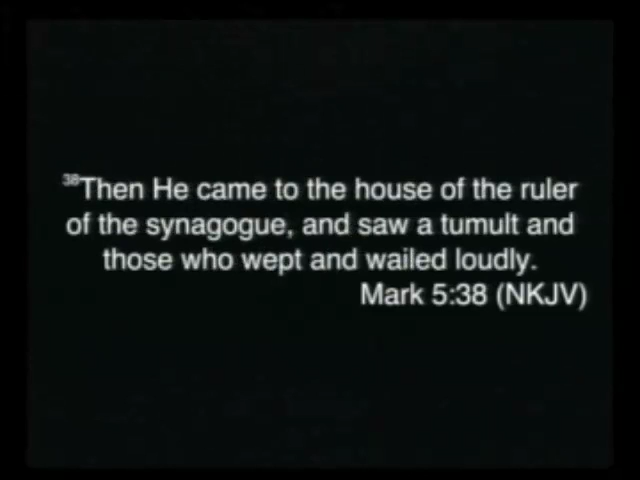 38Then He came to the house of the ruler
of the synagogue, and saw a tumult and
those who wept and wailed loudly.
Mark 5:38 (NKJV)